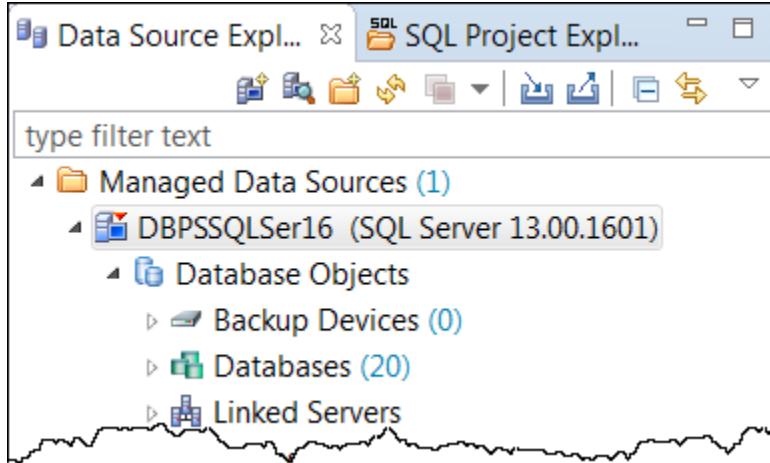 Data Source Expl... SQL Project Expl...
type filter text
Managed Data Sources (1)
DBPSSQLSer16 (SQL Server 13.00.1601)
Database Objects
Backup Devices (0)
Databases (20)
Linked Servers